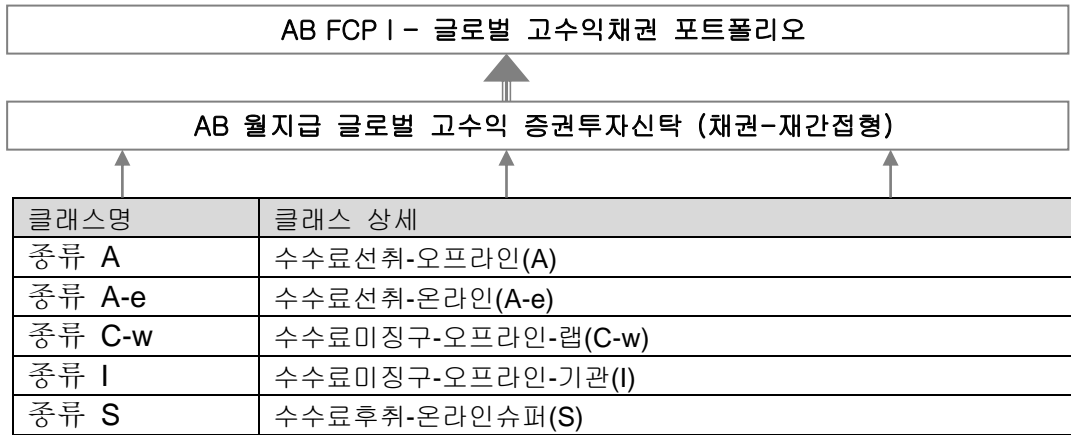 AB FCP I – 글로벌 고수익채권 포트폴리오
AB 월지급 글로벌 고수익 증권투자신탁 (채권-재간접형)
클래스명 클래스 상세
종류 A 수수료선취-오프라인(A)
종류 A-e 수수료선취-온라인(A-e)
종류 C-w 수수료미징구-오프라인-랩(C-w)
종류 I 수수료미징구-오프라인-기관(I)
종류 S 수수료후취-온라인슈퍼(S)